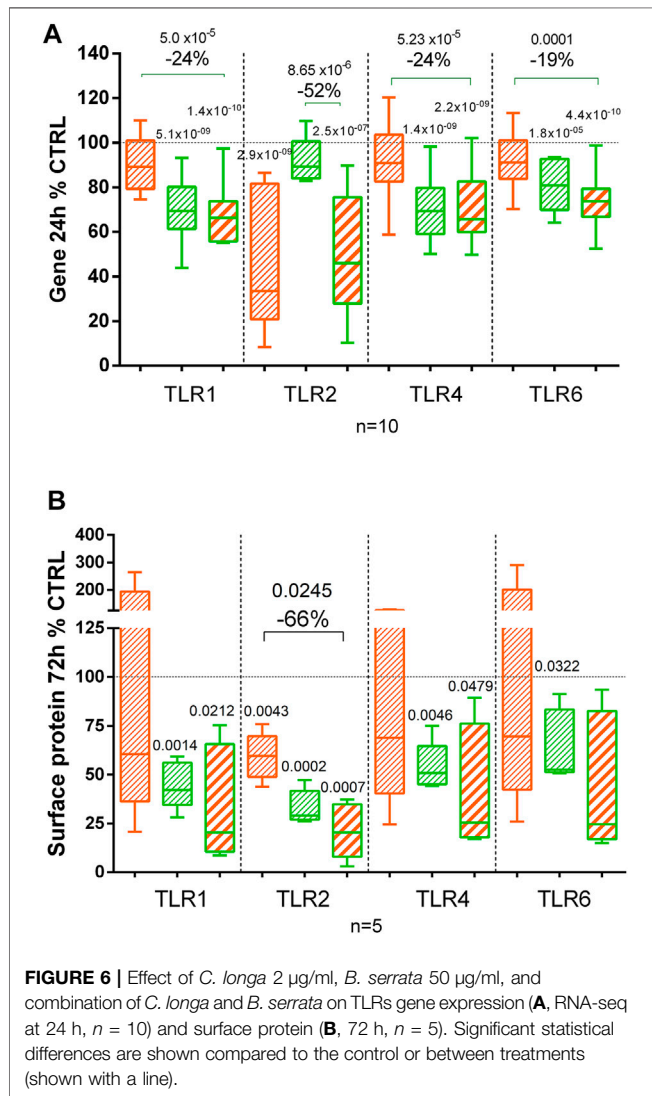 A
5.0 x10-5
-24%
8.65 x10-6
-52%
5.23 x10-5
-24%
0.0001
-19%
140
120
100
80
60
40
20
0
Gene 24h % CTRL
5.1x10-09
1.4x10-10
2.9x10-09
2.5x10-07
1.4x10-09
2.2x10-09
1.8x10-05
4.4x10-10
TLR1 TLR2 TLR4 TLR6
n=10
B
400
300
200
125
100
75
50
25
0
Surface protein 72h % CTRL
0.0245
-66%
0.0014
0.0212
0.0043
0.0002
0.0007
0.0046
0.0479
0.0322
TLR1 TLR2 TLR4 TLR6
n=5
FIGURE 6 | Effect of C. longa 2 µg/ml, B. serrata 50 µg/ml, and
combination of C. longa and B. serrata on TLRs gene expression (A, RNA-seq
at 24 h, n = 10) and surface protein (B, 72 h, n = 5). Significant statistical
differences are shown compared to the control or between treatments
(shown with a line).